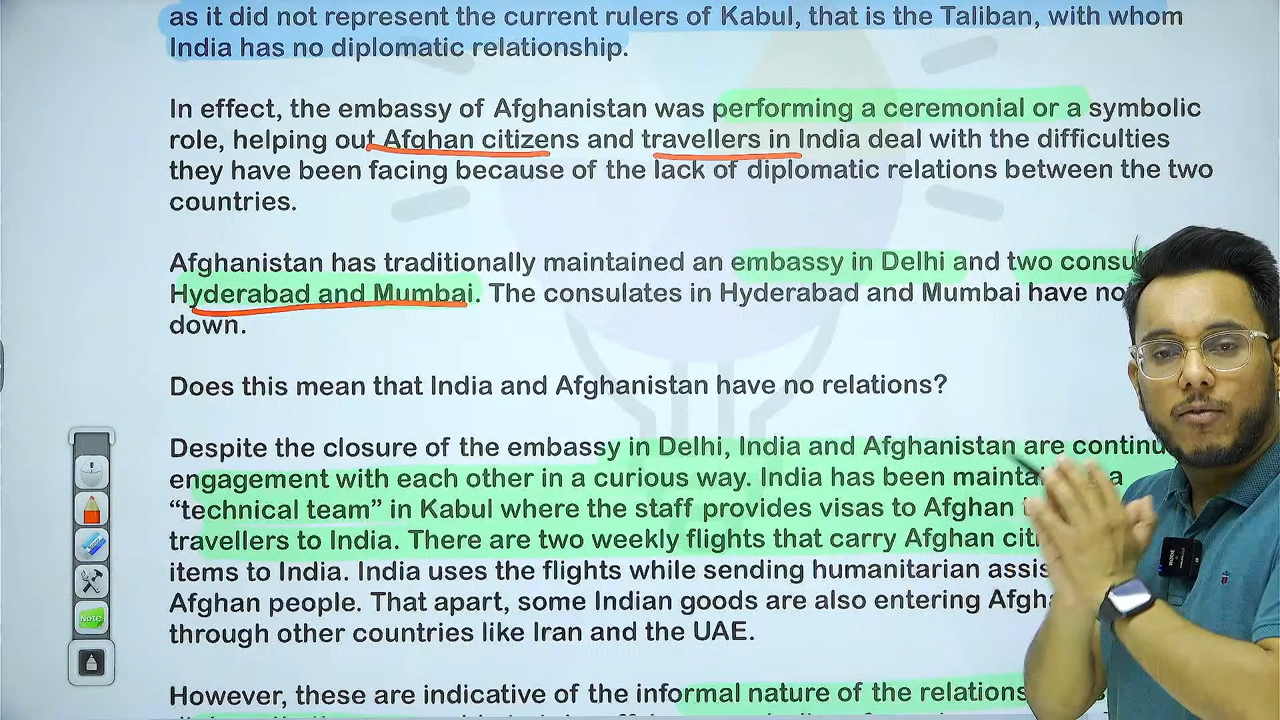 as it did not represent the current rulers of Kabul, that is the Taliban, with whom
India has no diplomatic relationship.
In effect, the embassy of Afghanistan was performing a ceremonial or a symbolic
role, helping out Afghan citizens and travellers in India deal with the difficulties
they have been facing because of the lack of diplomatic relations between the two
countries.
Afghanistan has traditionally maintained an embassy in Delhi and two
Hyderabad and Mumbai. The consulates in Hyderabad and Mumbai have
down.
Does this mean that India and Afghanistan have no relations?
Despite the closure of the embassy in Delhi, India and Afghanistan are
engagement with each other in a curious way. India has been a
“technical team” in Kabul where the staff provides visas to Afghan
travellers to India. There are two weekly flights that carry Afghan
items to India. India uses the flights while sending humanitarian
Afghan people. That apart, some Indian goods are also entering
through other countries like Iran and the UAE.
However, these are indicative of the informal nature of the relations
NOTE